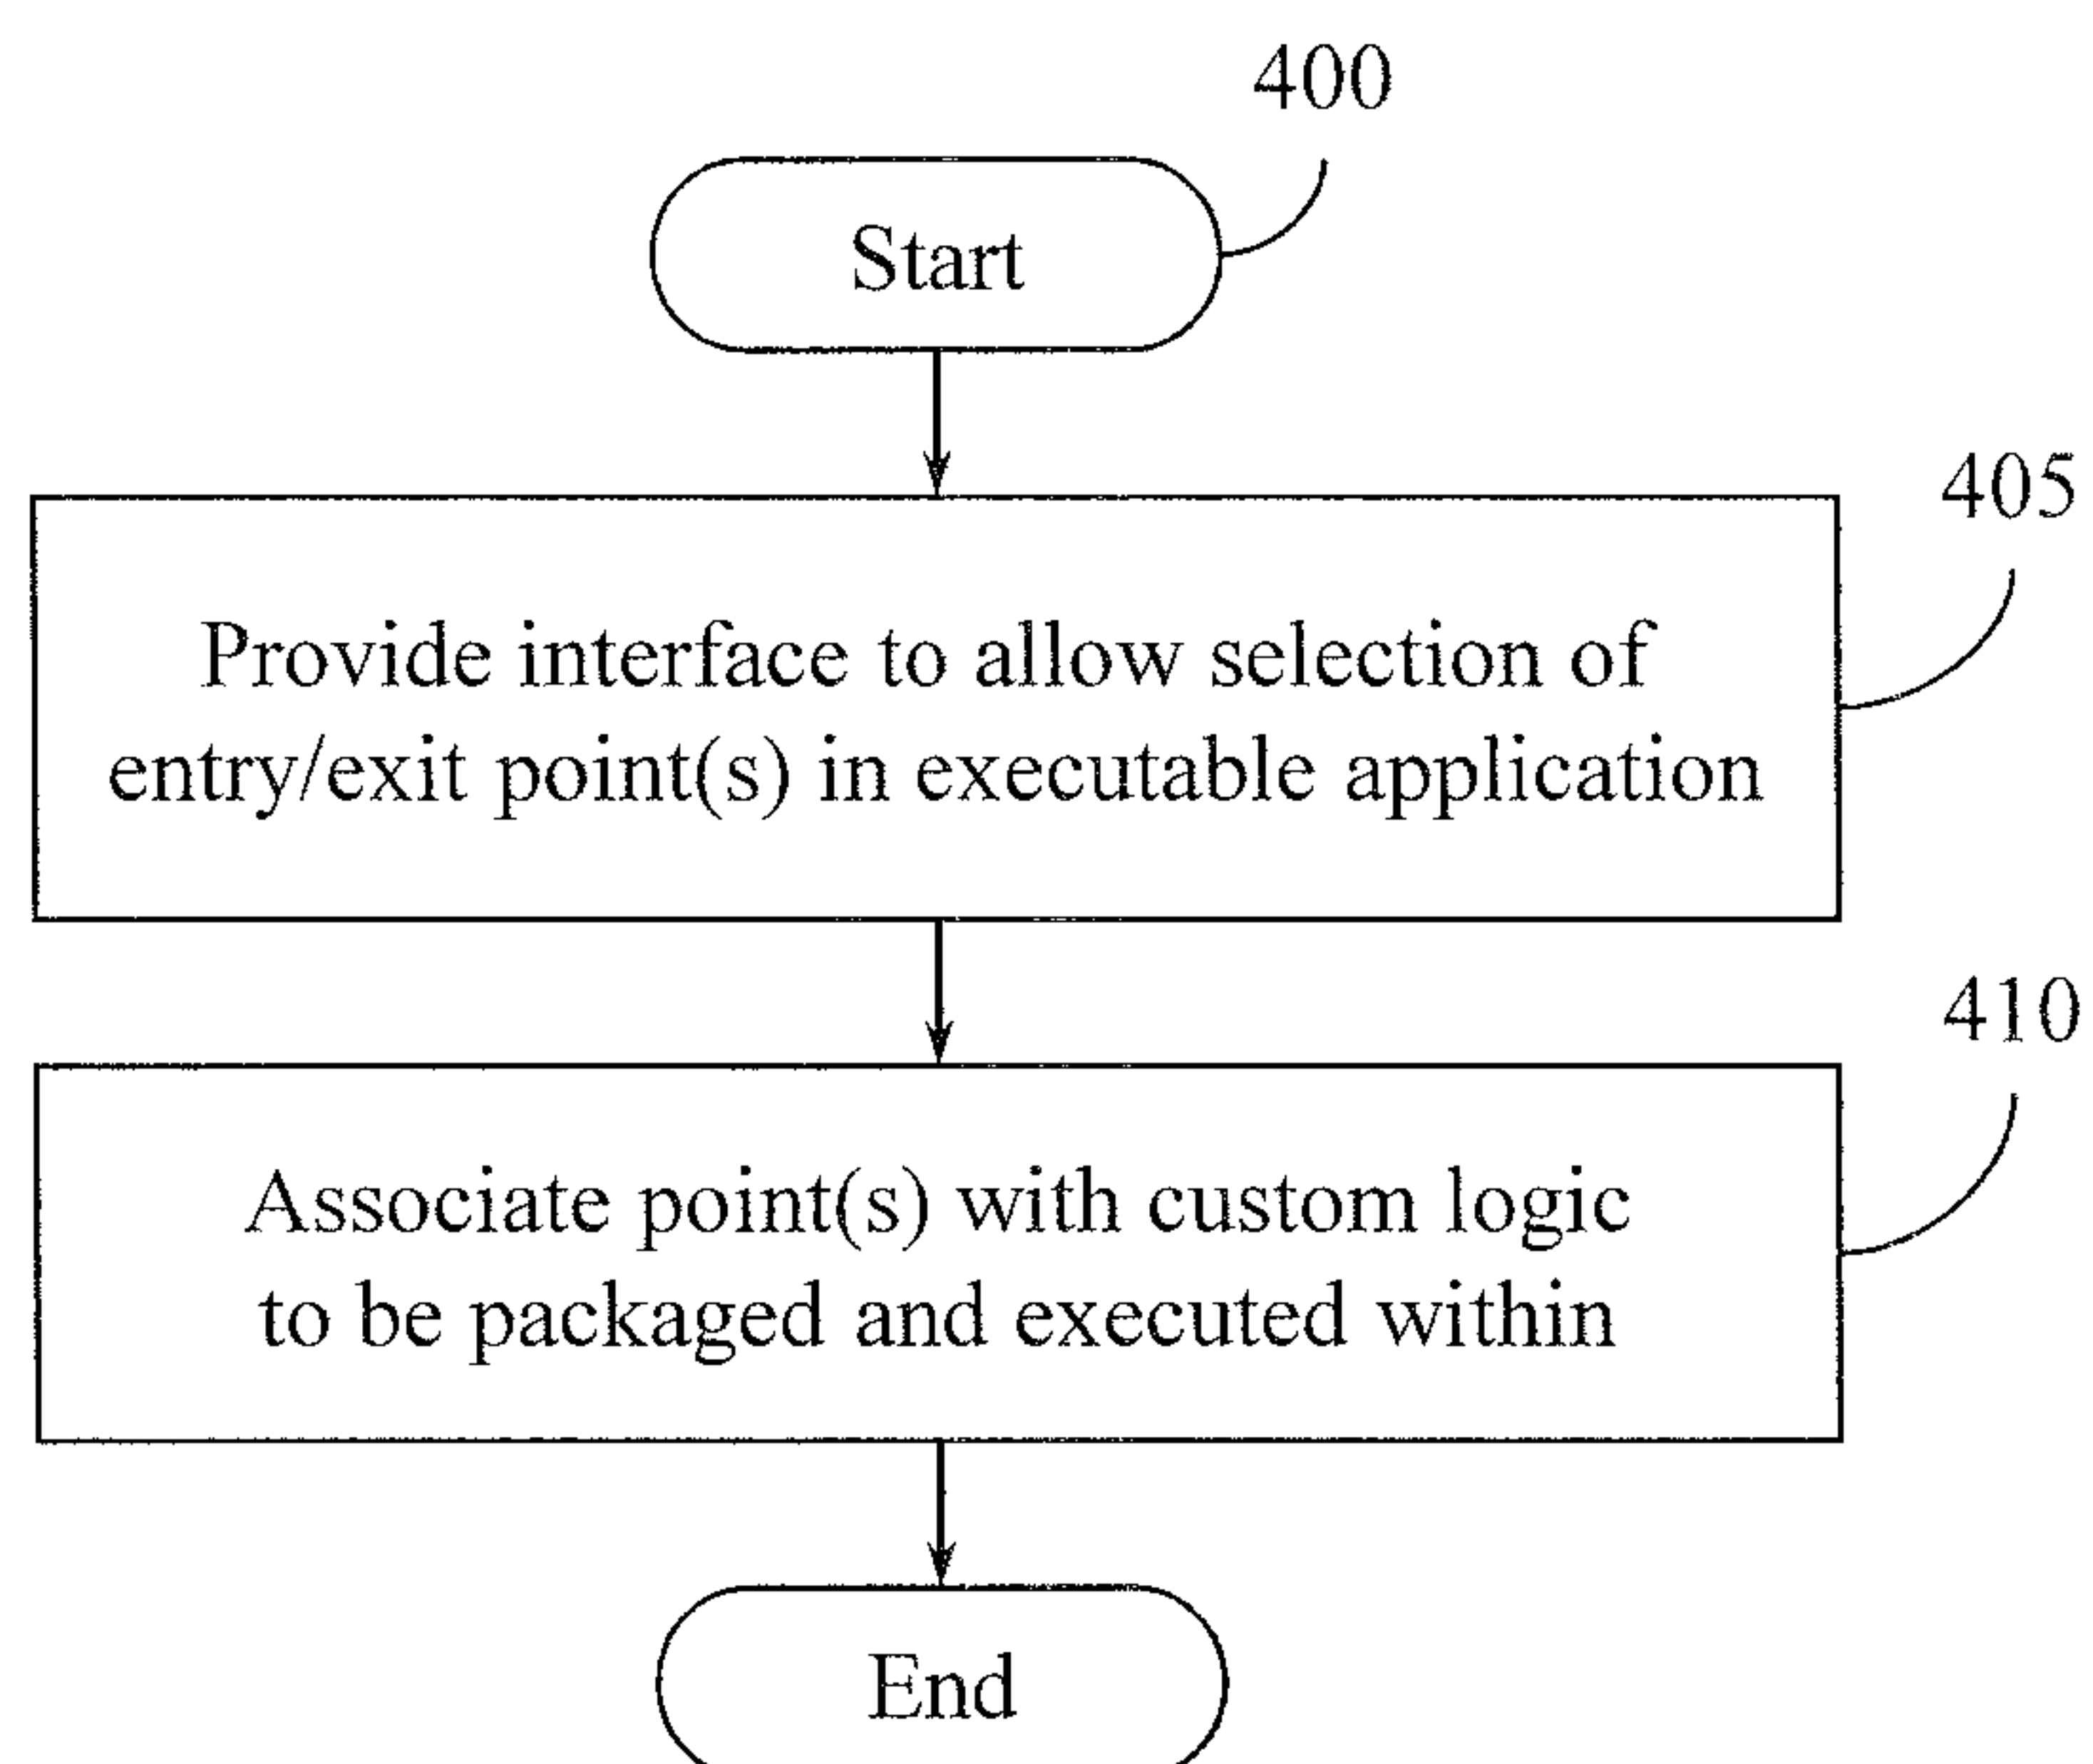 400
Start
405
Provide interface to allow selection of
entry/exit point(s) in executable application
410
Associate point(s) with custom logic
to be packaged and executed within
End